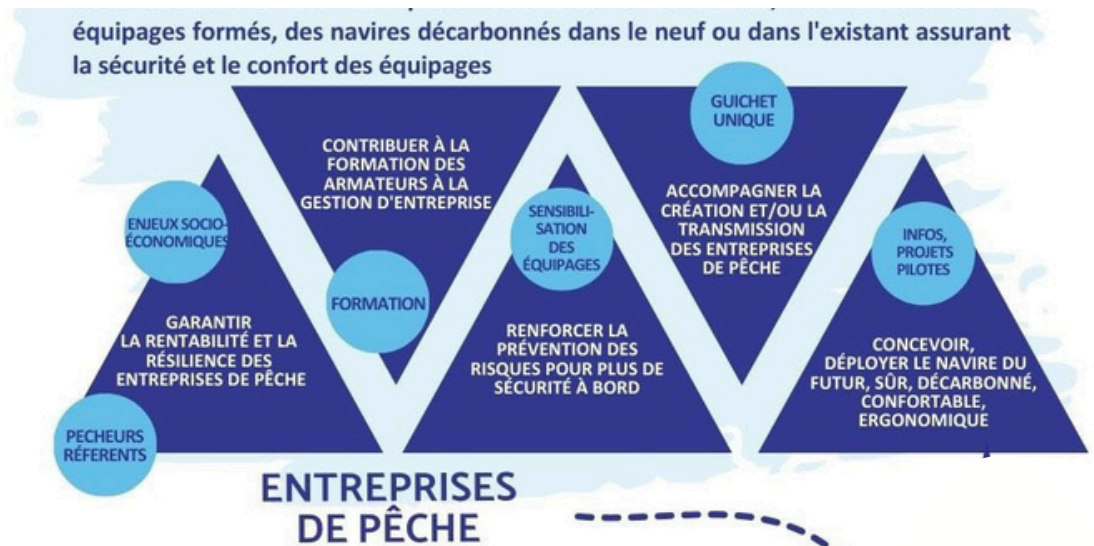 équipages formés, des navires décarbonnés dans le neuf ou dans l'existant assurant
la sécurité et le confort des équipages
ENJEUX SOCIO-
ÉCONOMIQUES
GARANTIR
LA RENTABILITÉ ET LA
RÉSILIENCE DES
ENTREPRISES DE PÊCHE
PECHEURS
RÉFERENTS
CONTRIBUER À LA
FORMATION DES
ARMATEURS À LA
GESTION D'ENTREPRISE
FORMATION
SENSIBILI-
SATION
DES
ÉQUIPAGES
RENFORCER LA
PRÉVENTION DES
RISQUES POUR PLUS DE
SÉCURITÉ À BORD
GUICHET
UNIQUE
ACCOMPAGNER LA
CRÉATION ET/OU LA
TRANSMISSION
DES ENTREPRISES
DE PÊCHE
INFOS,
PROJETS
PILOTES
CONCEVOIR,
DÉPLOYER LE NAVIRE DU
FUTUR, SÛR, DÉCARBONNÉ,
CONFORTABLE,
ERGONOMIQUE
ENTREPRISES
DE PÊCHE